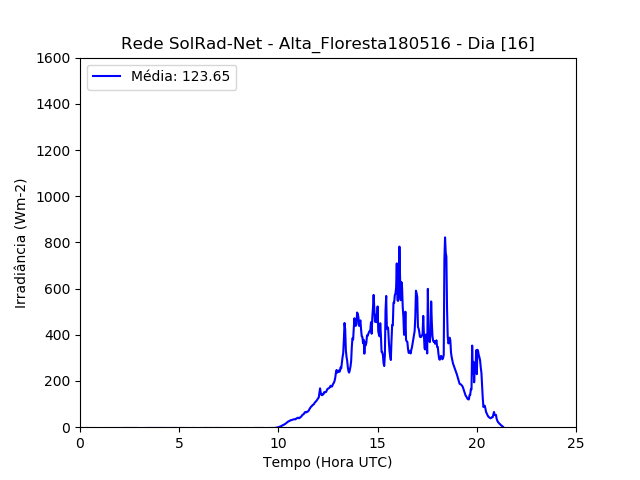 Rede SolRad-Net - Alta_Floresta180516 - Dia [16]
Média: 123.65
Irradiância (Wm-2)
1600
1400
1200
1000
800
600
400
200
0
0 5 10 15 20 25
Tempo (Hora UTC)